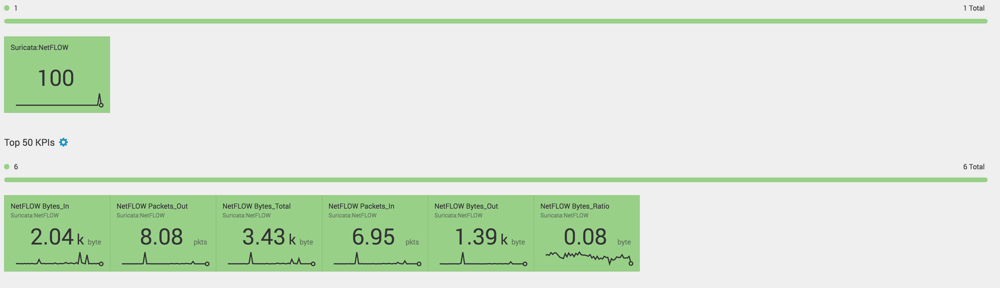 1
1 Total
Suricata:NetFLOW
100
Top 50 KPIs
6
6 Total
NetFLOW Bytes_In
Suricata:NetFLOW
2.04 k byte
NetFLOW Packets_Out
Suricata:NetFLOW
8.08 pkts
NetFLOW Bytes_Total
Suricata:NetFLOW
3.43 k byte
NetFLOW Packets_In
Suricata:NetFLOW
6.95 pkts
NetFLOW Bytes_Out
Suricata:NetFLOW
1.39 k byte
NetFLOW Bytes_Ratio
Suricata:NetFLOW
0.08 byte